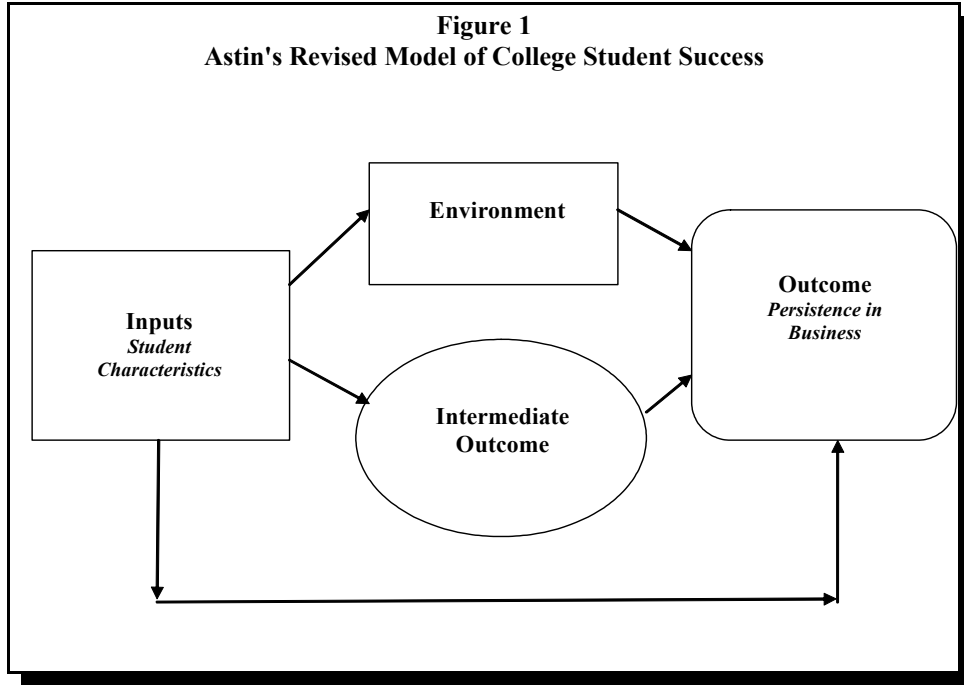 Figure 1
Astin's Revised Model of College Student Success
Environment
Inputs
Student
Characteristics
Outcome
Persistence in
Business
Intermediate
Outcome